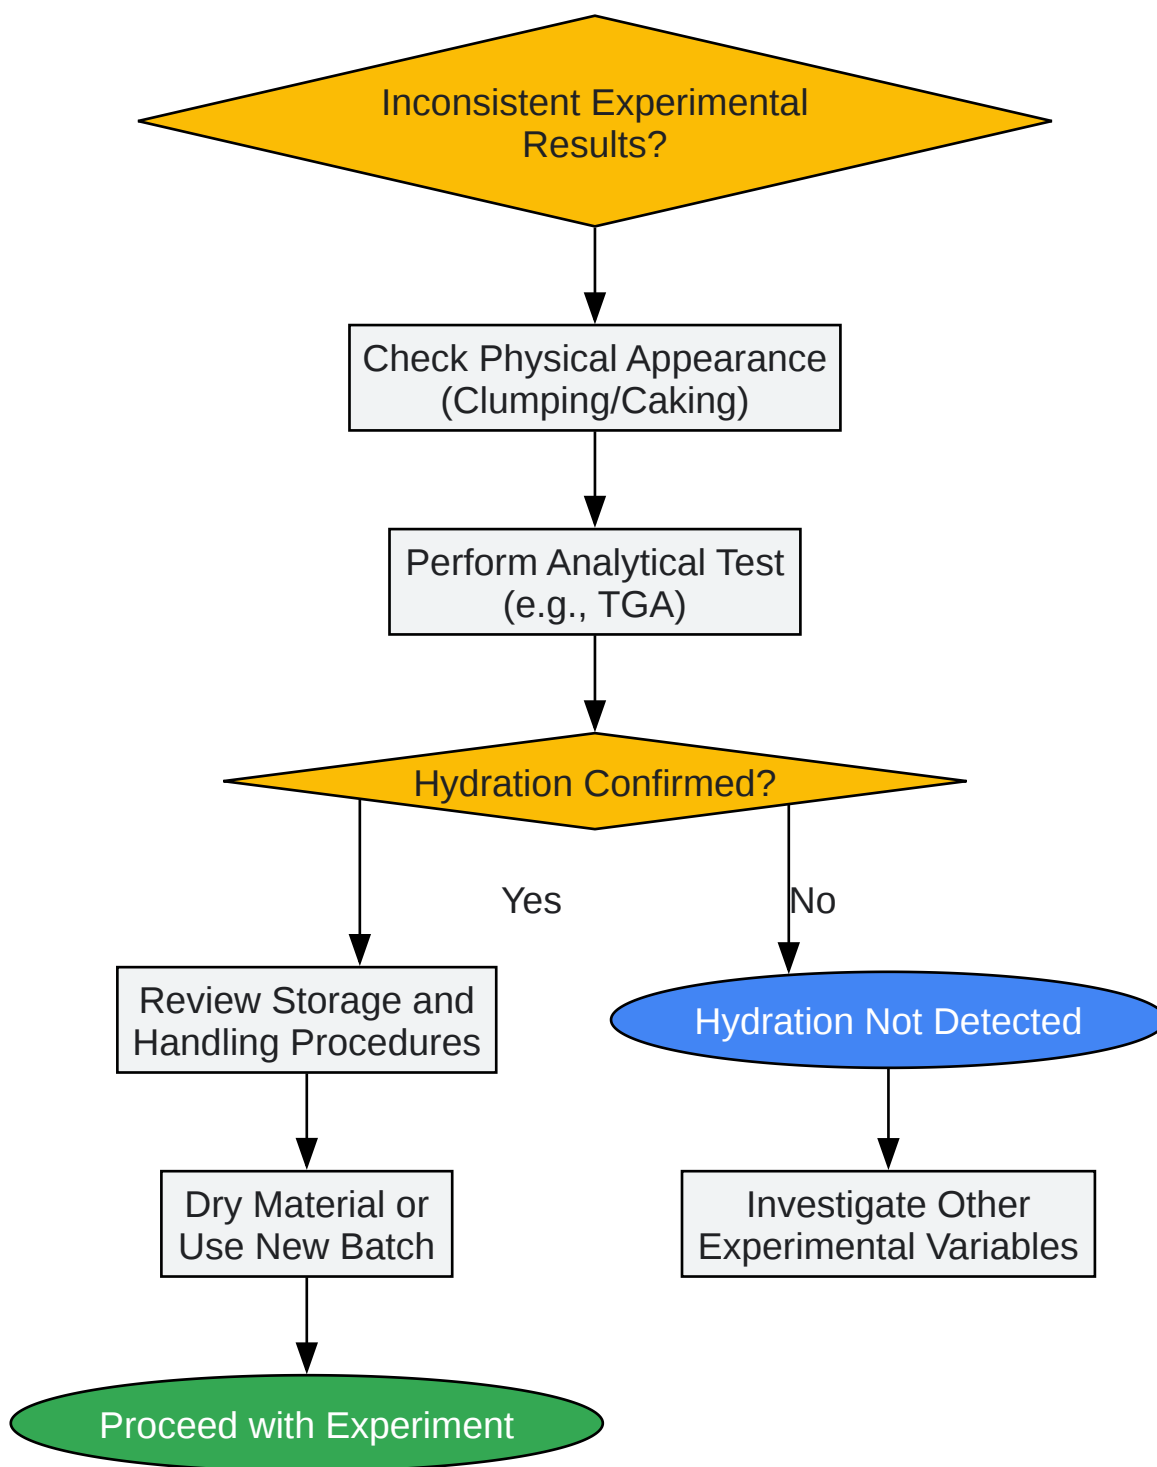 Inconsistent Experimental
Results?
Check Physical Appearance
(Clumping/Caking)
Perform Analytical Test
(e.g., TGA)
Hydration Confirmed?
Yes
No
Review Storage and
Handling Procedures
Hydration Not Detected
Dry Material or
Use New Batch
Investigate Other
Experimental Variables
Proceed with Experiment